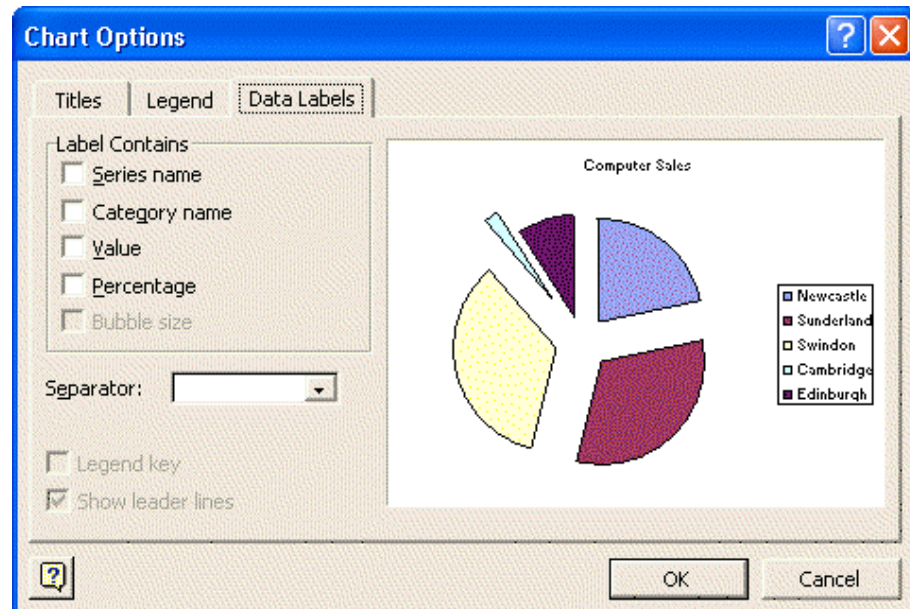 Chart Options
Titles
Legend
Data Labels
Label Contains
Series name
Category name
Value
Percentage
Bubble size
Separator:
Legend key
Show leader lines
Computer Sales
Newcastle
Sunderland
Swindon
Cambridge
Edinburgh
OK
Cancel